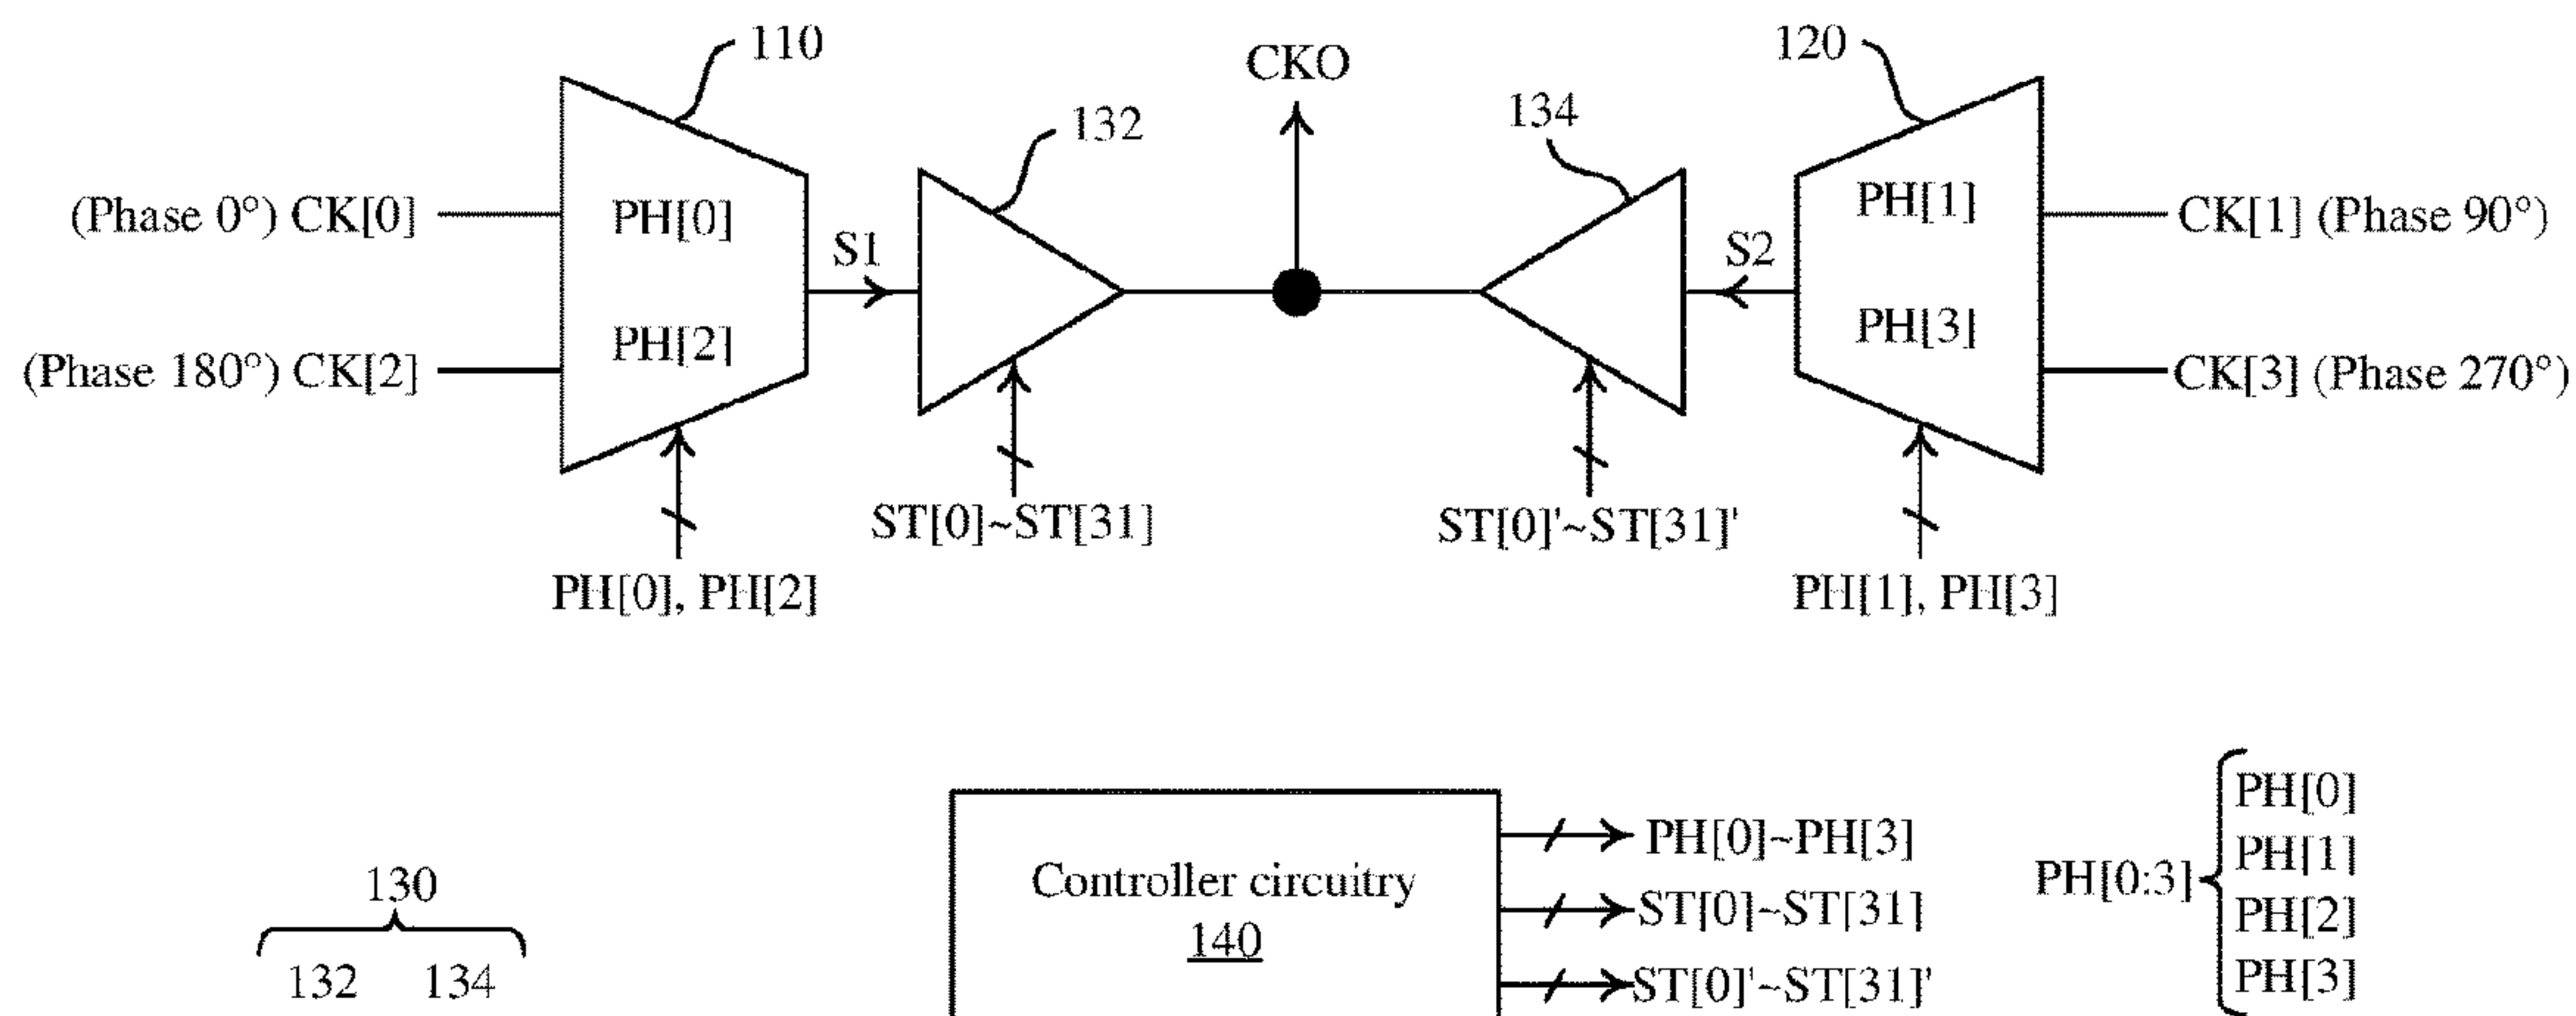 110
CKO
120
132
134
(Phase 0°) CK[0]
PH[0]
S1
S2
PH[1]
CK[1] (Phase 90°)
(Phase 180°) CK[2]
PH[2]
PH[3]
CK[3] (Phase 270°)
ST[0]~ST[31]
ST[0]'~ST[31]'
PH[0], PH[2]
PH[1], PH[3]
130
132 134
Controller circuitry
140
PH[0]~PH[3]
ST[0]~ST[31]
ST[0]'~ST[31]'
PH[0:3]
PH[0]
PH[1]
PH[2]
PH[3]